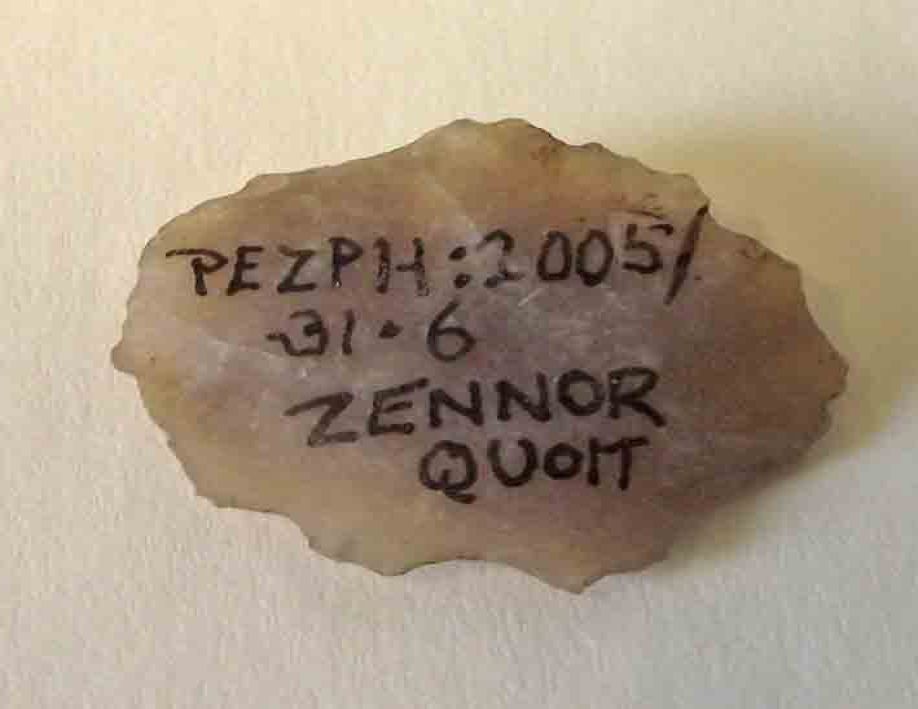 PEZPH:2005/
31.6
ZENNOR
QUOIT